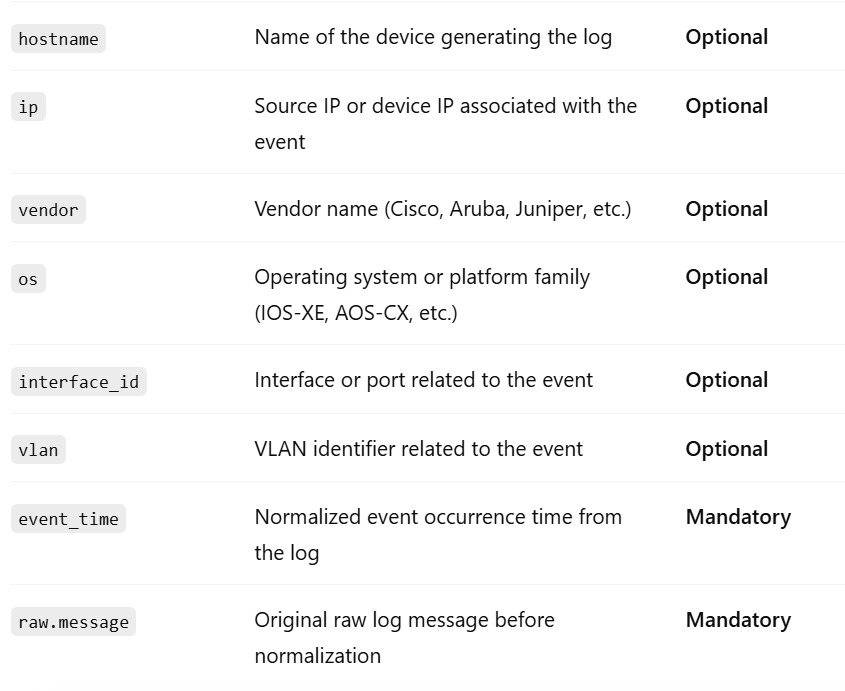 hostname Name of the device generating the log Optional
ip Source IP or device IP associated with the Optional
event
vendor Vendor name (Cisco, Aruba, Juniper, etc.) Optional
os Operating system or platform family Optional
(IOS-XE, AOS-CX, etc.)
interface_id Interface or port related to the event Optional
vlan VLAN identifier related to the event Optional
event_time Normalized event occurrence time from Mandatory
the log
raw.message Original raw log message before Mandatory
normalization